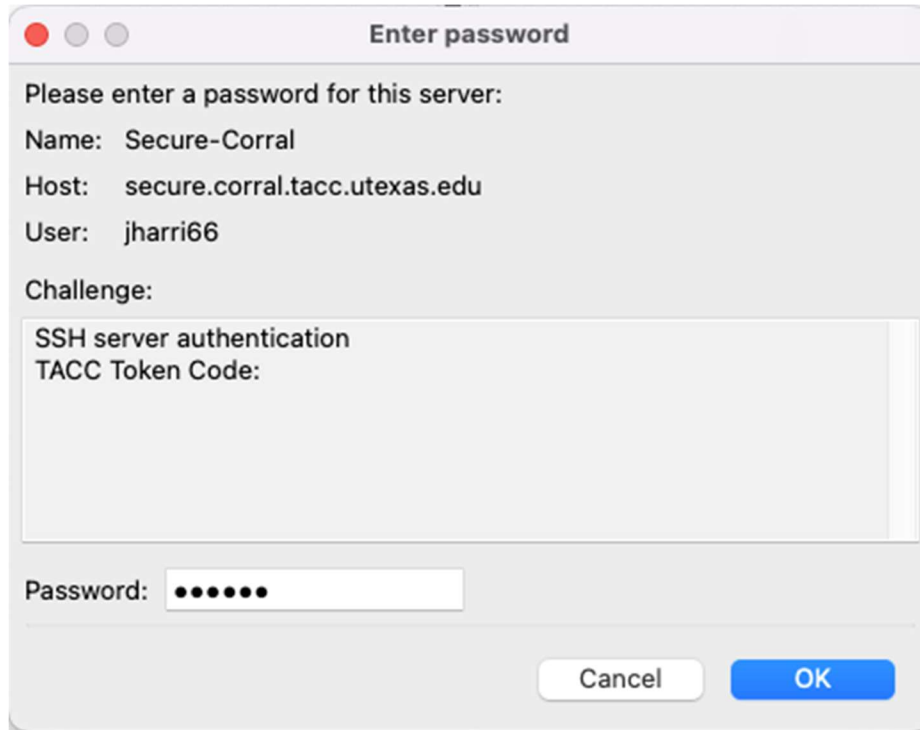 Enter password
Please enter a password for this server:
Name: Secure-Corral
Host: secure.corral.tacc.utexas.edu
User: jharri66
Challenge:
SSH server authentication
TACC Token Code:
Password: ••••••
Cancel OK